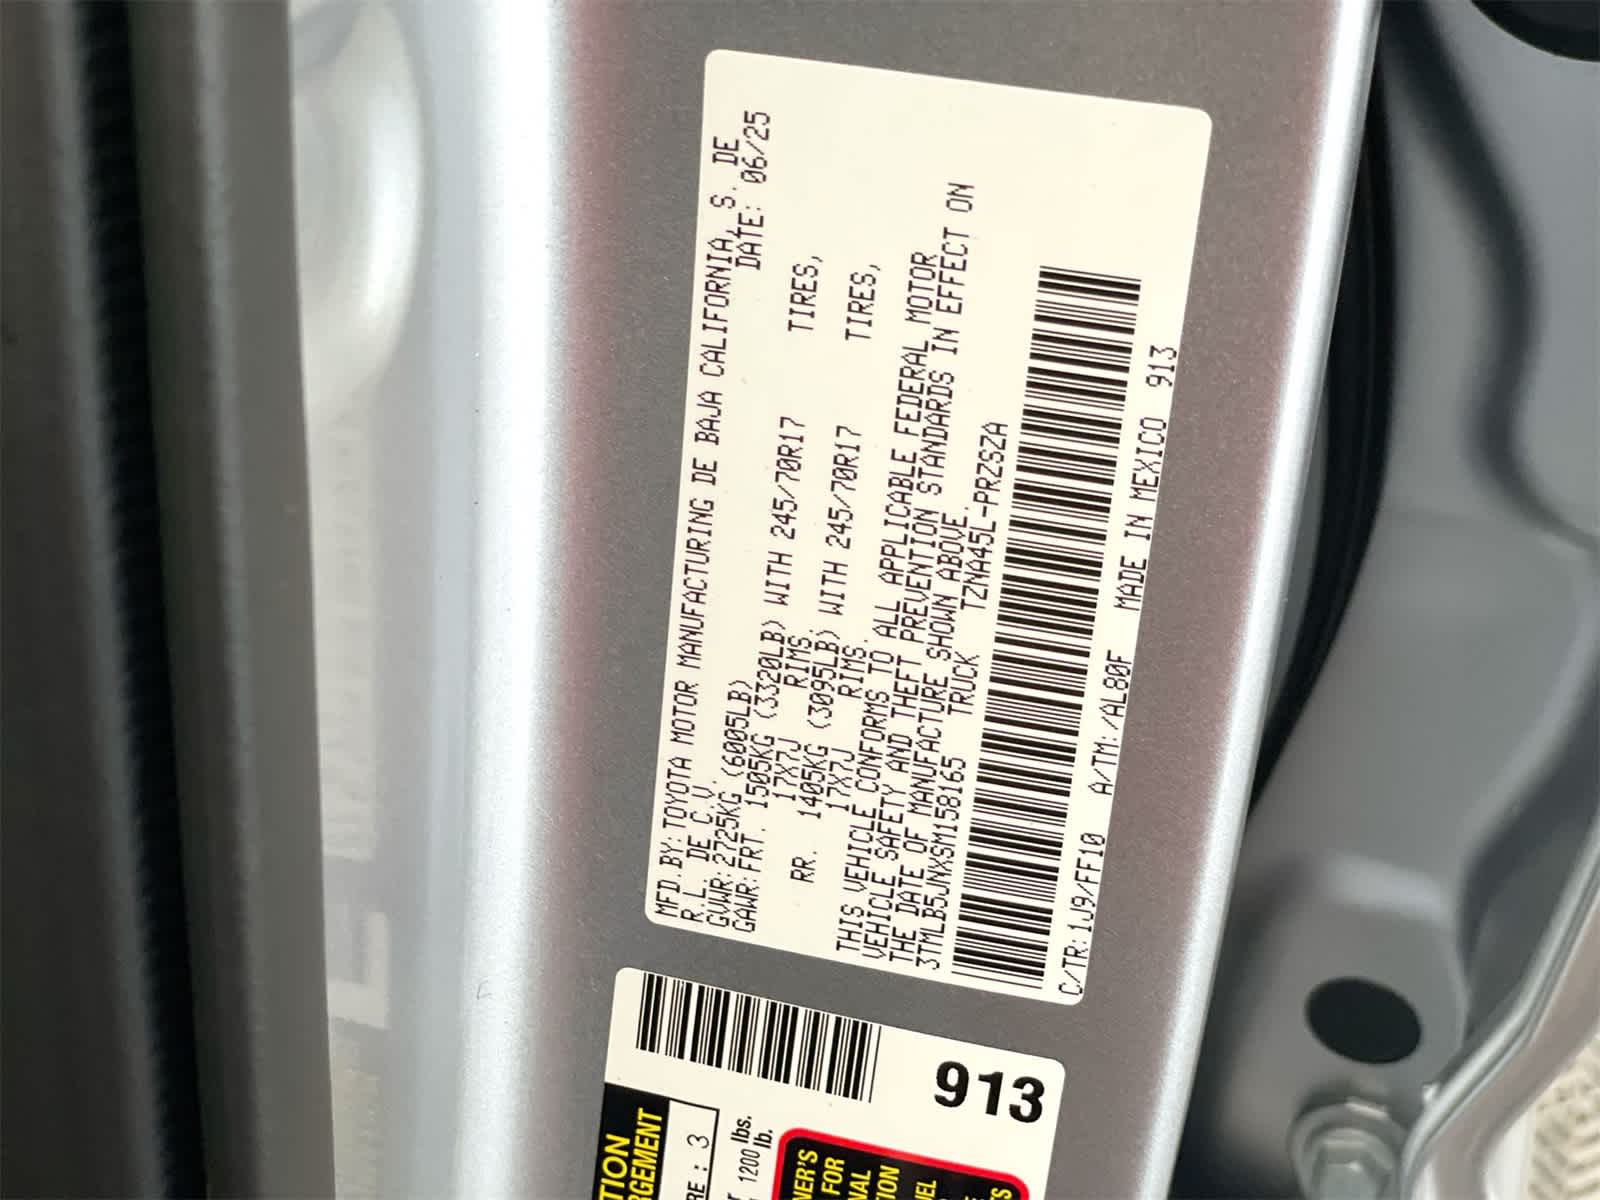 MFD.BY:TOYOTA MOTOR MANUFACTURING DE BAJA CALIFORNIA, S. DE
R.L. DE C.V. DATE: 06/25
GVWR:2725KG (6005LB)
GAWR:FRT. 1505KG (3320LB) WITH 245/70R17 TIRES,
17X7J RIMS.
RR. 1405KG (3095LB) WITH 245/70R17 TIRES,
17X7J RIMS.
THIS VEHICLE CONFORMS TO ALL APPLICABLE FEDERAL MOTOR
VEHICLE SAFETY AND THEFT PREVENTION STANDARDS IN EFFECT ON
THE DATE OF MANUFACTURE SHOWN ABOVE.
3TMLB5JNXSM158165 TRUCK TZNA45L-PRZSZA
C/TR:1J9/FF10 A/TM:/AL80F MADE IN MEXICO 913
913
3
1200 lbs.
lb.
FOR